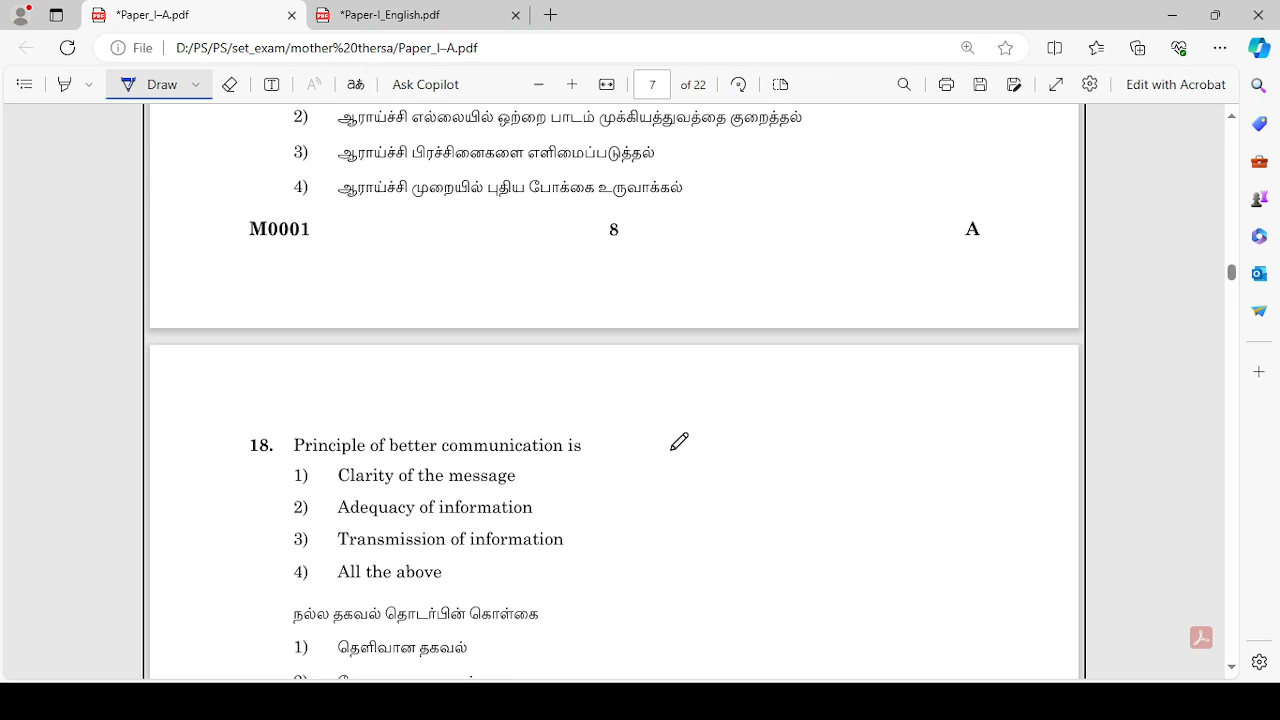 *Paper_I–A.pdf
*Paper-I_English.pdf
File
D:/PS/PS/set_exam/mother%20thersa/Paper_I–A.pdf
Draw
Ask Copilot
7
of 22
Edit with Acrobat
2) ஆராய்ச்சி எல்லையில் ஒற்றை பாடம் முக்கியத்துவத்தை குறைத்தல்
3) ஆராய்ச்சி பிரச்சினைகளை எளிமைப்படுத்தல்
4) ஆராய்ச்சி முறையில் புதிய போக்கை உருவாக்கல்
M0001 8 A
18. Principle of better communication is
1) Clarity of the message
2) Adequacy of information
3) Transmission of information
4) All the above
நல்ல தகவல் தொடர்பின் கொள்கை
1) தெளிவான தகவல்